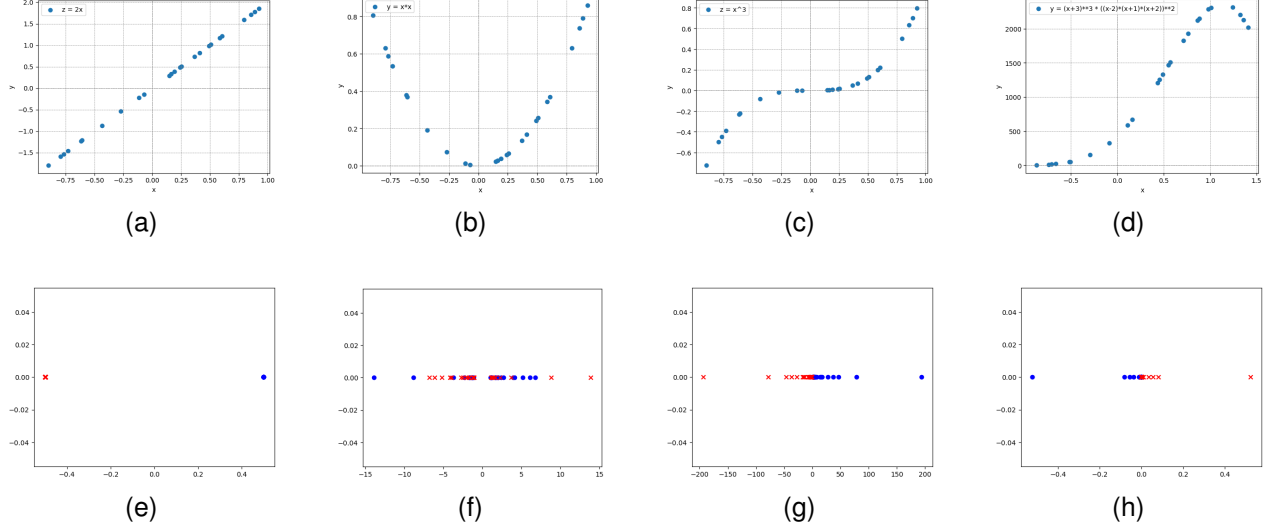 z = 2x
2.0
1.5
1.0
0.5
0.0
−0.5
−1.0
−1.5
y
−0.75 −0.50 −0.25 0.00 0.25 0.50 0.75 1.00
x
(a)
y = x*x
0.8
0.6
0.4
0.2
0.0
y
−0.75 −0.50 −0.25 0.00 0.25 0.50 0.75 1.00
x
(b)
z = x^3
0.8
0.6
0.4
0.2
0.0
−0.2
−0.4
−0.6
y
−0.75 −0.50 −0.25 0.00 0.25 0.50 0.75 1.00
x
(c)
y = (x+3)**3 * ((x-2)*(x+1)*(x+2))**2
2000
1500
1000
500
0
y
−1.0 −0.5 0.0 0.5 1.0 1.5
x
(d)
0.04
0.02
0.00
−0.02
−0.04
−0.4 −0.2 0.0 0.2 0.4
(e)
0.04
0.02
0.00
−0.02
−0.04
−15 −10 −5 0 5 10 15
(f)
0.04
0.02
0.00
−0.02
−0.04
−200 −150 −100 −50 0 50 100 150 200
(g)
0.04
0.02
0.00
−0.02
−0.04
−0.4 −0.2 0.0 0.2 0.4
(h)